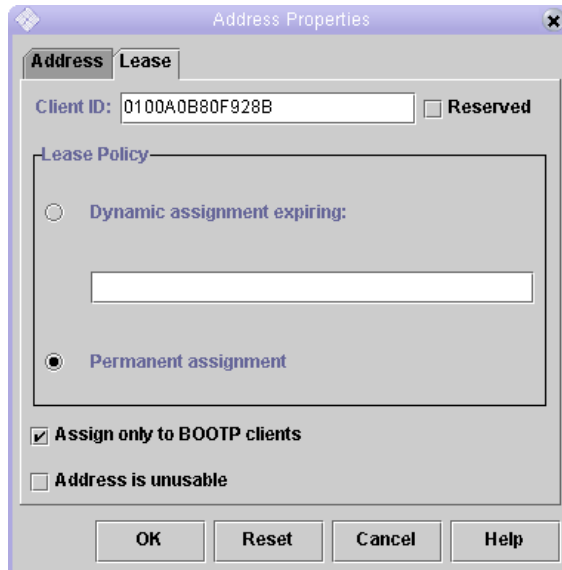 Address Properties
Address Lease
Client ID: 0100A0B80F928B Reserved
Lease Policy
Dynamic assignment expiring:
Permanent assignment
Assign only to BOOTP clients
Address is unusable
OK Reset Cancel Help